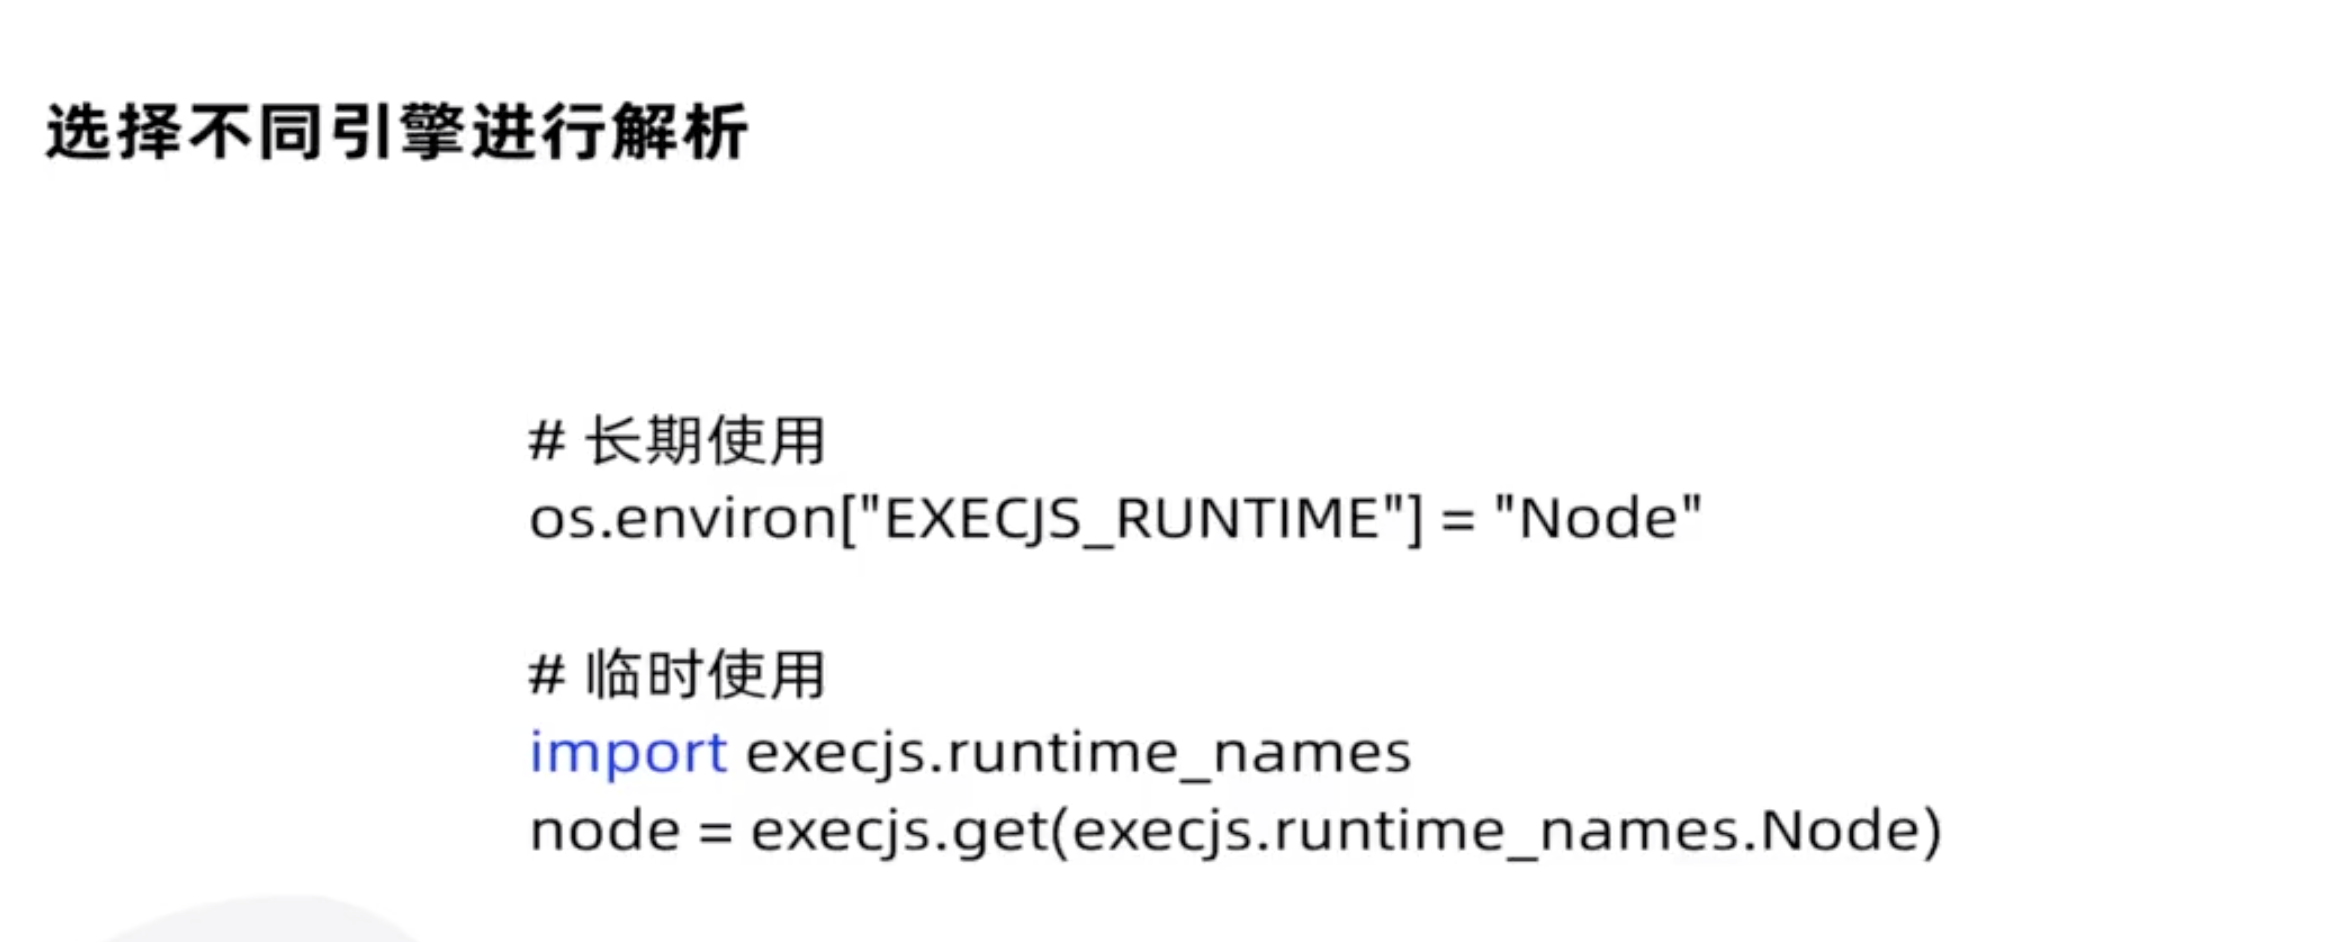 选择不同引擎进行解析
# 长期使用
os.environ["EXECJS_RUNTIME"] = "Node"
# 临时使用
import execjs.runtime_names
node = execjs.get(execjs.runtime_names.Node)